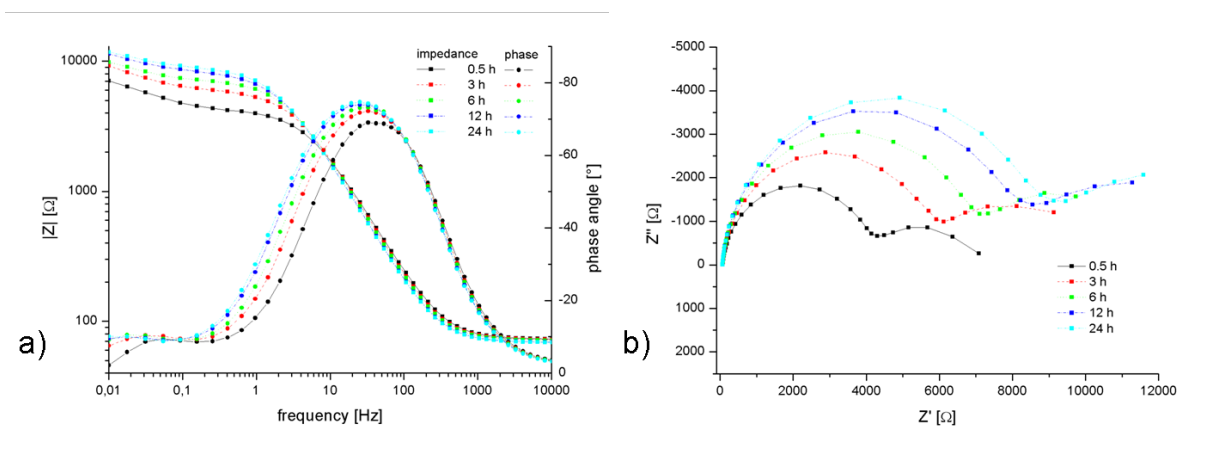 impedance phase
0.5 h
3 h
6 h
12 h
24 h
10000
1000
100
|Z| [Ω]
-80
-60
-40
-20
0
phase angle [°]
0,01 0,1 1 10 100 1000 10000
frequency [Hz]
a)
-5000
-4000
-3000
-2000
-1000
0
1000
2000
Z'' [Ω]
0.5 h
3 h
6 h
12 h
24 h
0 2000 4000 6000 8000 10000 12000
Z' [Ω]
b)